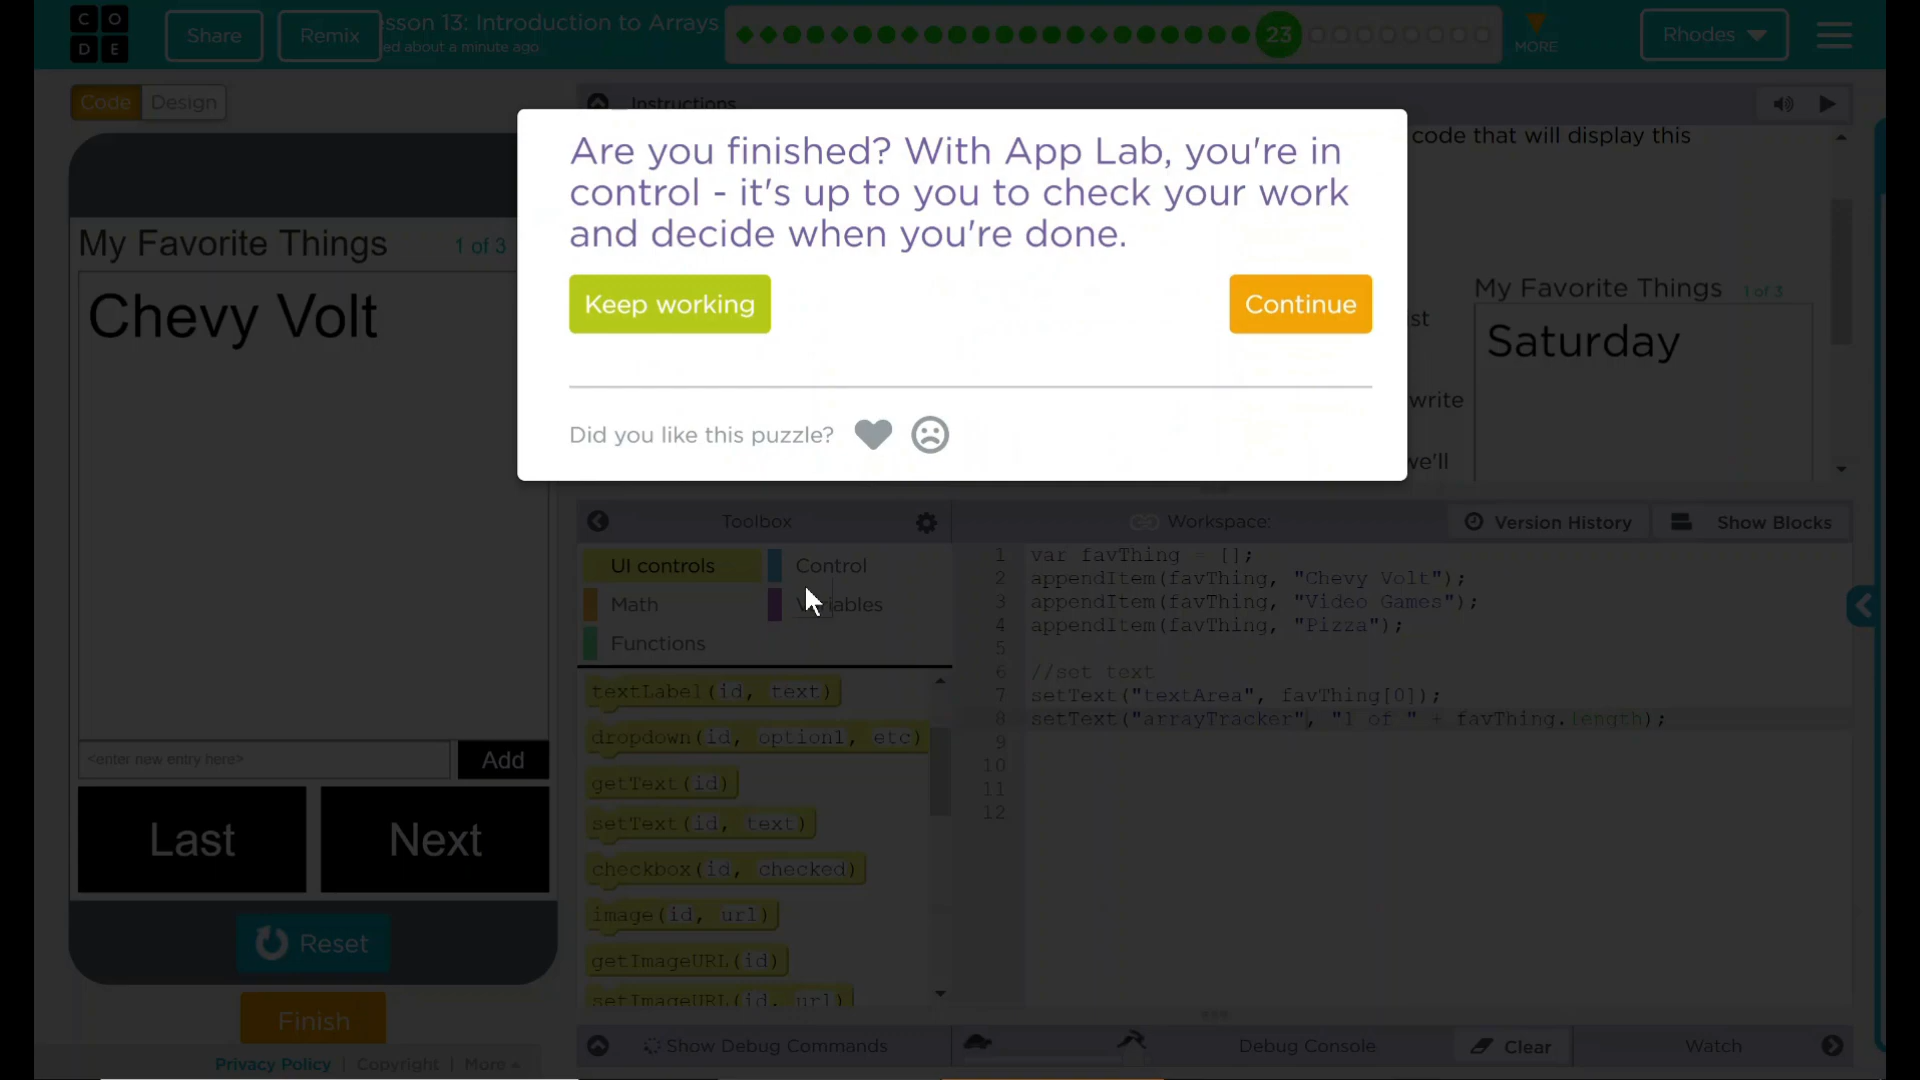 C O
D E
Share
Remix
esson 13: Introduction to Arrays
ed about a minute ago
23
MORE
Rhodes
Code
Design
Instructions
code that will display this
Are you finished? With App Lab, you're in
control - it's up to you to check your work
and decide when you're done.
Keep working
Continue
Did you like this puzzle?
My Favorite Things
1 of 3
Chevy Volt
<enter new entry here>
Add
Last
Next
Reset
Finish
Privacy Policy | Copyright | More
st
write
we'll
My Favorite Things
1 of 3
Saturday
Toolbox
UI controls
Control
Math
Functions
textLabel(id, text)
dropdown(id, option1, etc)
getText(id)
setText(id, text)
checkbox(id, checked)
image(id, url)
getImageURL(id)
setImageURL(id, url)
Workspace:
Version History
Show Blocks
1 var favThing = [];
2 appendItem(favThing, "Chevy Volt");
3 appendItem(favThing, "Video Games");
4 appendItem(favThing, "Pizza");
5
6 //set text
7 setText("textArea", favThing[0]);
8 setText("arrayTracker", "1 of " + favThing.length);
9
10
11
12
Show Debug Commands
Debug Console
Clear
Watch